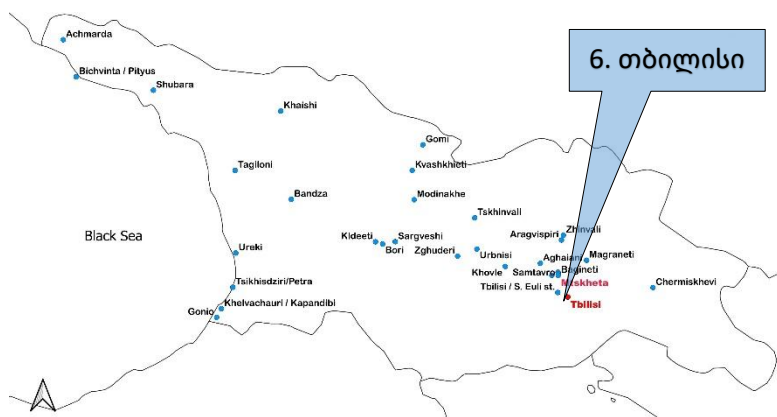 Achmarda
6. თბილისი
Bichvinta / Pityus
Shubara
Khaishi
Gomi
Kvashkhieti
Tagiloni
Bandza
Modinakhe
Tskhinvali
Zhinvali
Aragvispiri
Black Sea
Kldeeti
Sargveshi
Bori
Ureki
Zghuderi
Urbnisi
Aghaiani
Magraneti
Khovle
Samtavro
Bagineti
Mtskheta
Tsikhisdziri/Petra
Tbilisi / S. Euli st.
Chermiskhevi
Tbilisi
Khelvachauri / Kapandibi
Gonio